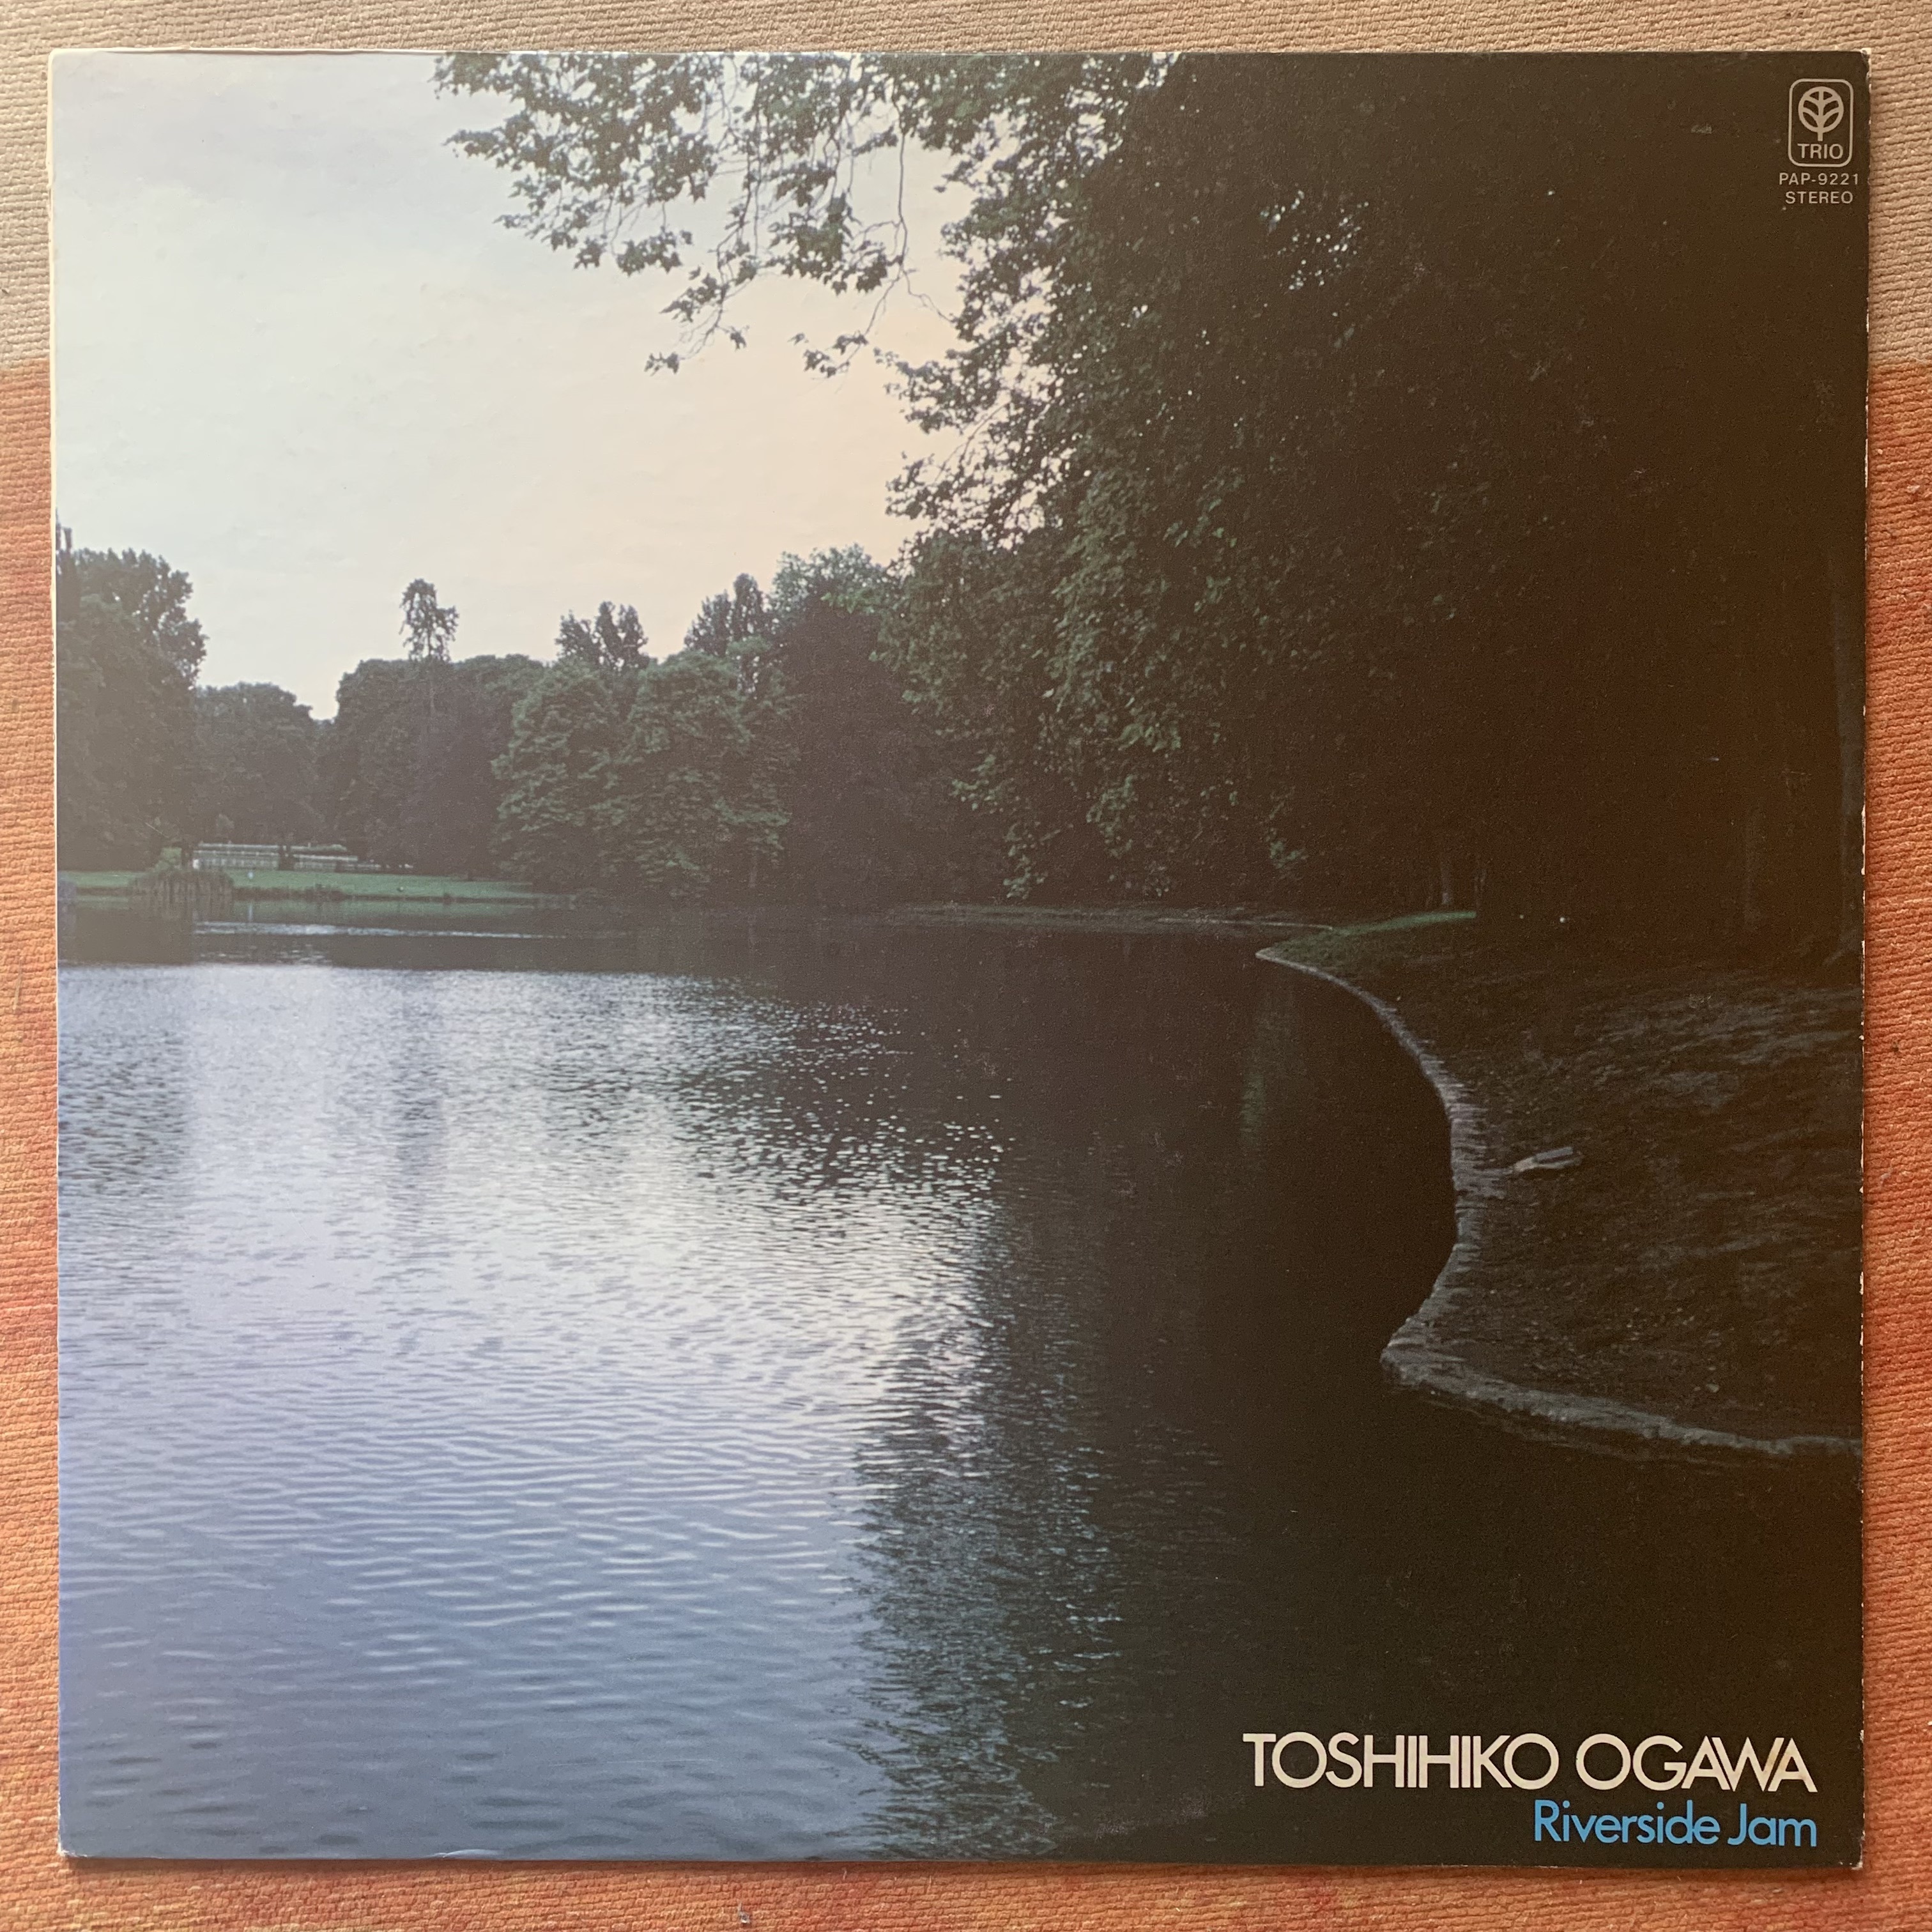 TRIO
PAP-9221
STEREO
TOSHIHIKO OGAWA
Riverside Jam